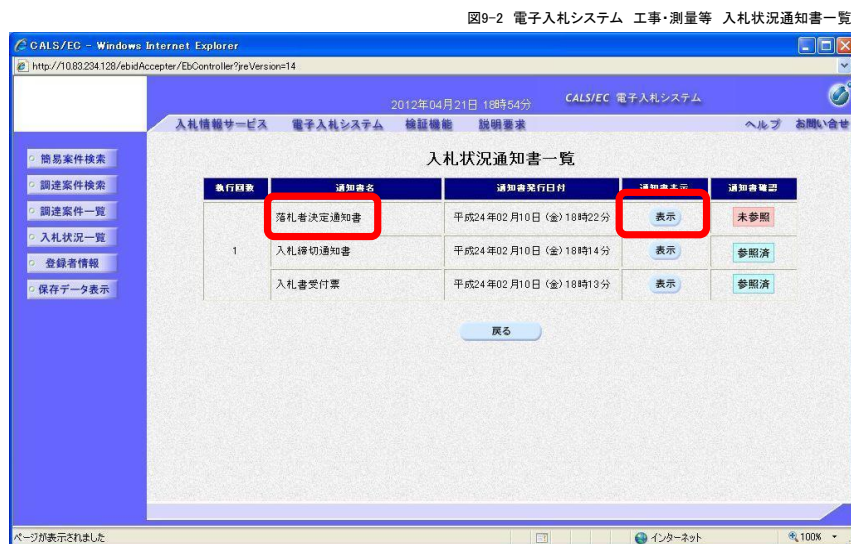 図9-2 電子入札システム 工事・測量等 入札状況通知書一覧
CALS/EC - Windows Internet Explorer
http://10.83.234.128/ebidAccepter/EbController?jreVersion=14
2012年04月21日 18時54分 CALS/EC 電子入札システム
入札情報サービス 電子入札システム 検証機能 説明要求 ヘルプ お問い合せ
簡易案件検索
調達案件検索
調達案件一覧
入札状況一覧
登録者情報
保存データ表示
入札状況通知書一覧
執行回数 通知書名 通知書発行日付 通知書表示 通知書確認
落札者決定通知書 平成24年02月10日 (金) 18時22分 表示 未参照
1 入札締切通知書 平成24年02月10日 (金) 18時14分 表示 参照済
入札書受付票 平成24年02月10日 (金) 18時13分 表示 参照済
戻る
ページが表示されました インターネット 100%